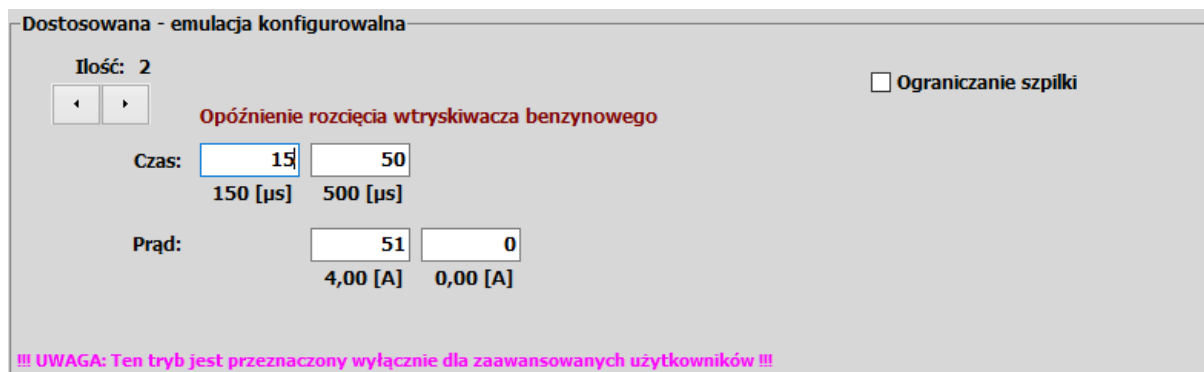 Dostosowana - emulacja konfigurowalna
Ilość: 2
Ograniczanie szpilki
Opóźnienie rozcięcia wtryskiwacza benzynowego
Czas: 15 50
150 [µs] 500 [µs]
Prąd: 51 0
4,00 [A] 0,00 [A]
!!! UWAGA: Ten tryb jest przeznaczony wyłącznie dla zaawansowanych użytkowników !!!